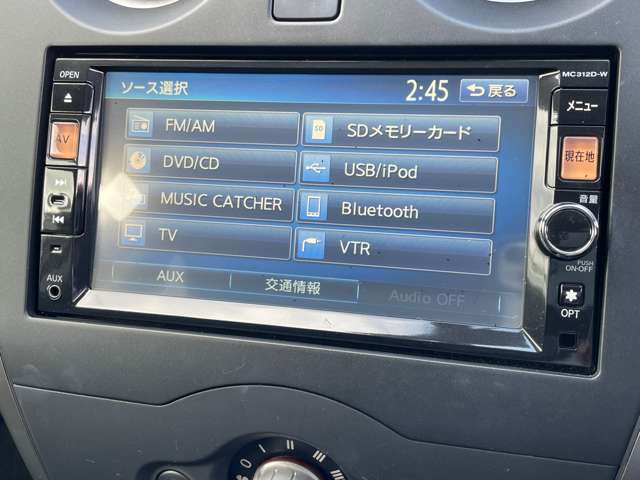 OPEN
MC312D-W
ソース選択
2:45
戻る
メニュー
AV
FM/AM
SDメモリーカード
現在地
DVD/CD
USB/iPod
MUSIC CATCHER
Bluetooth
音量
TV
VTR
PUSH
ON-OFF
AUX
AUX
交通情報
Audio OFF
OPT
SD